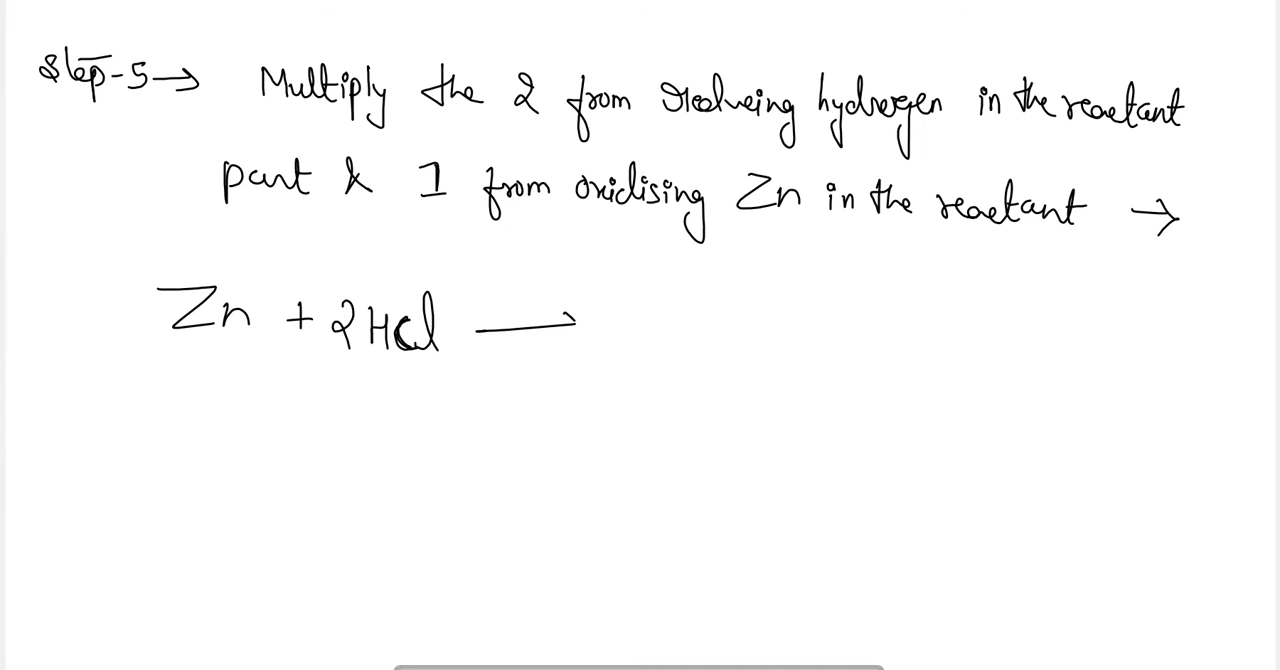 Step-5→ Multiply the 2 from reducing hydrogen in the reactant
part & 1 from oxidising Zn in the reactant →
Zn + 2HCl ⟶